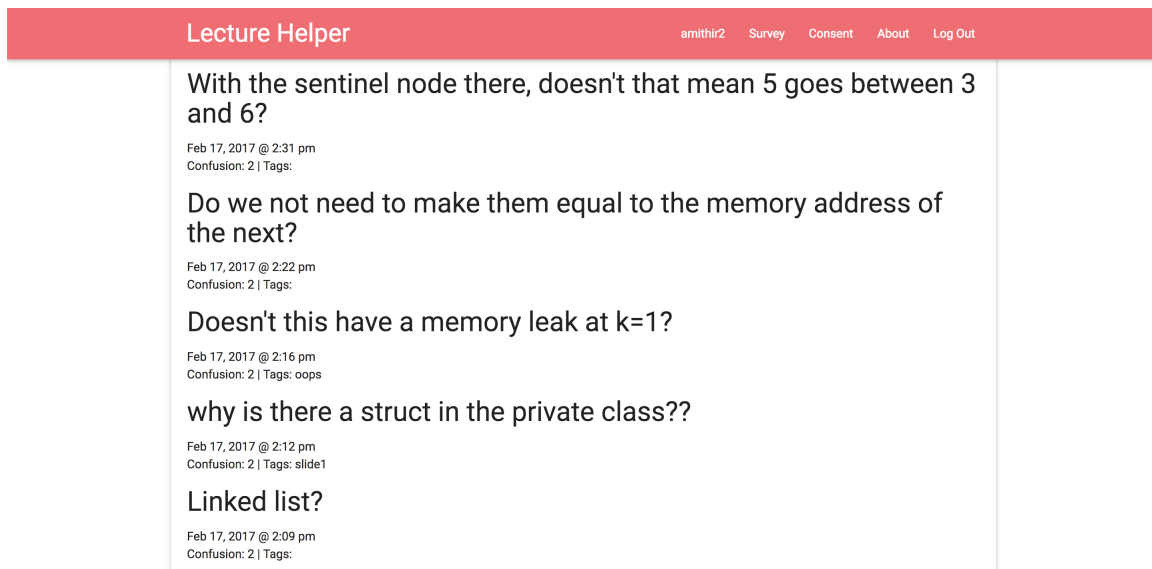 Lecture Helper amithir2 Survey Consent About Log Out
With the sentinel node there, doesn't that mean 5 goes between 3
and 6?
Feb 17, 2017 @ 2:31 pm
Confusion: 2 | Tags:
Do we not need to make them equal to the memory address of
the next?
Feb 17, 2017 @ 2:22 pm
Confusion: 2 | Tags:
Doesn't this have a memory leak at k=1?
Feb 17, 2017 @ 2:16 pm
Confusion: 2 | Tags: oops
why is there a struct in the private class??
Feb 17, 2017 @ 2:12 pm
Confusion: 2 | Tags: slide1
Linked list?
Feb 17, 2017 @ 2:09 pm
Confusion: 2 | Tags: